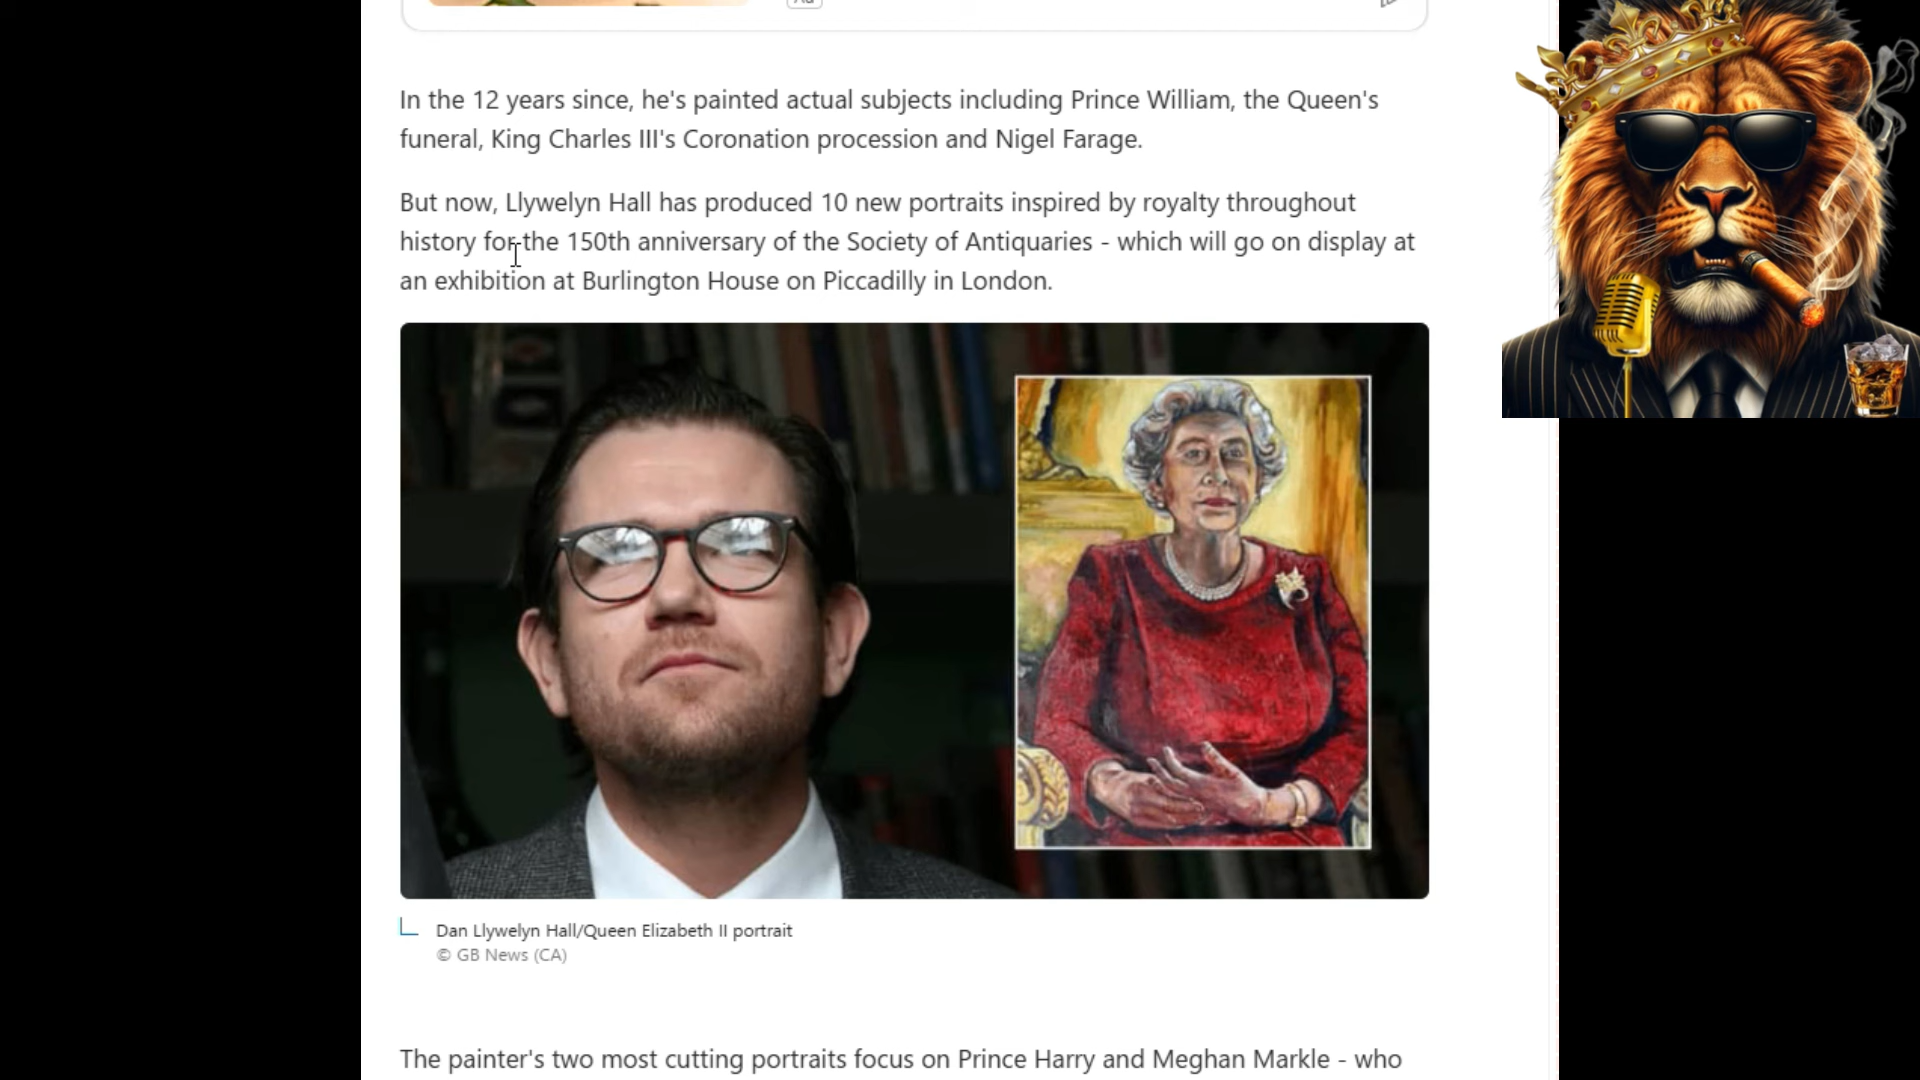 Ad
In the 12 years since, he's painted actual subjects including Prince William, the Queen's
funeral, King Charles III's Coronation procession and Nigel Farage.
But now, Llywelyn Hall has produced 10 new portraits inspired by royalty throughout
history for the 150th anniversary of the Society of Antiquaries - which will go on display at
an exhibition at Burlington House on Piccadilly in London.
Dan Llywelyn Hall/Queen Elizabeth II portrait
© GB News (CA)
The painter's two most cutting portraits focus on Prince Harry and Meghan Markle - who